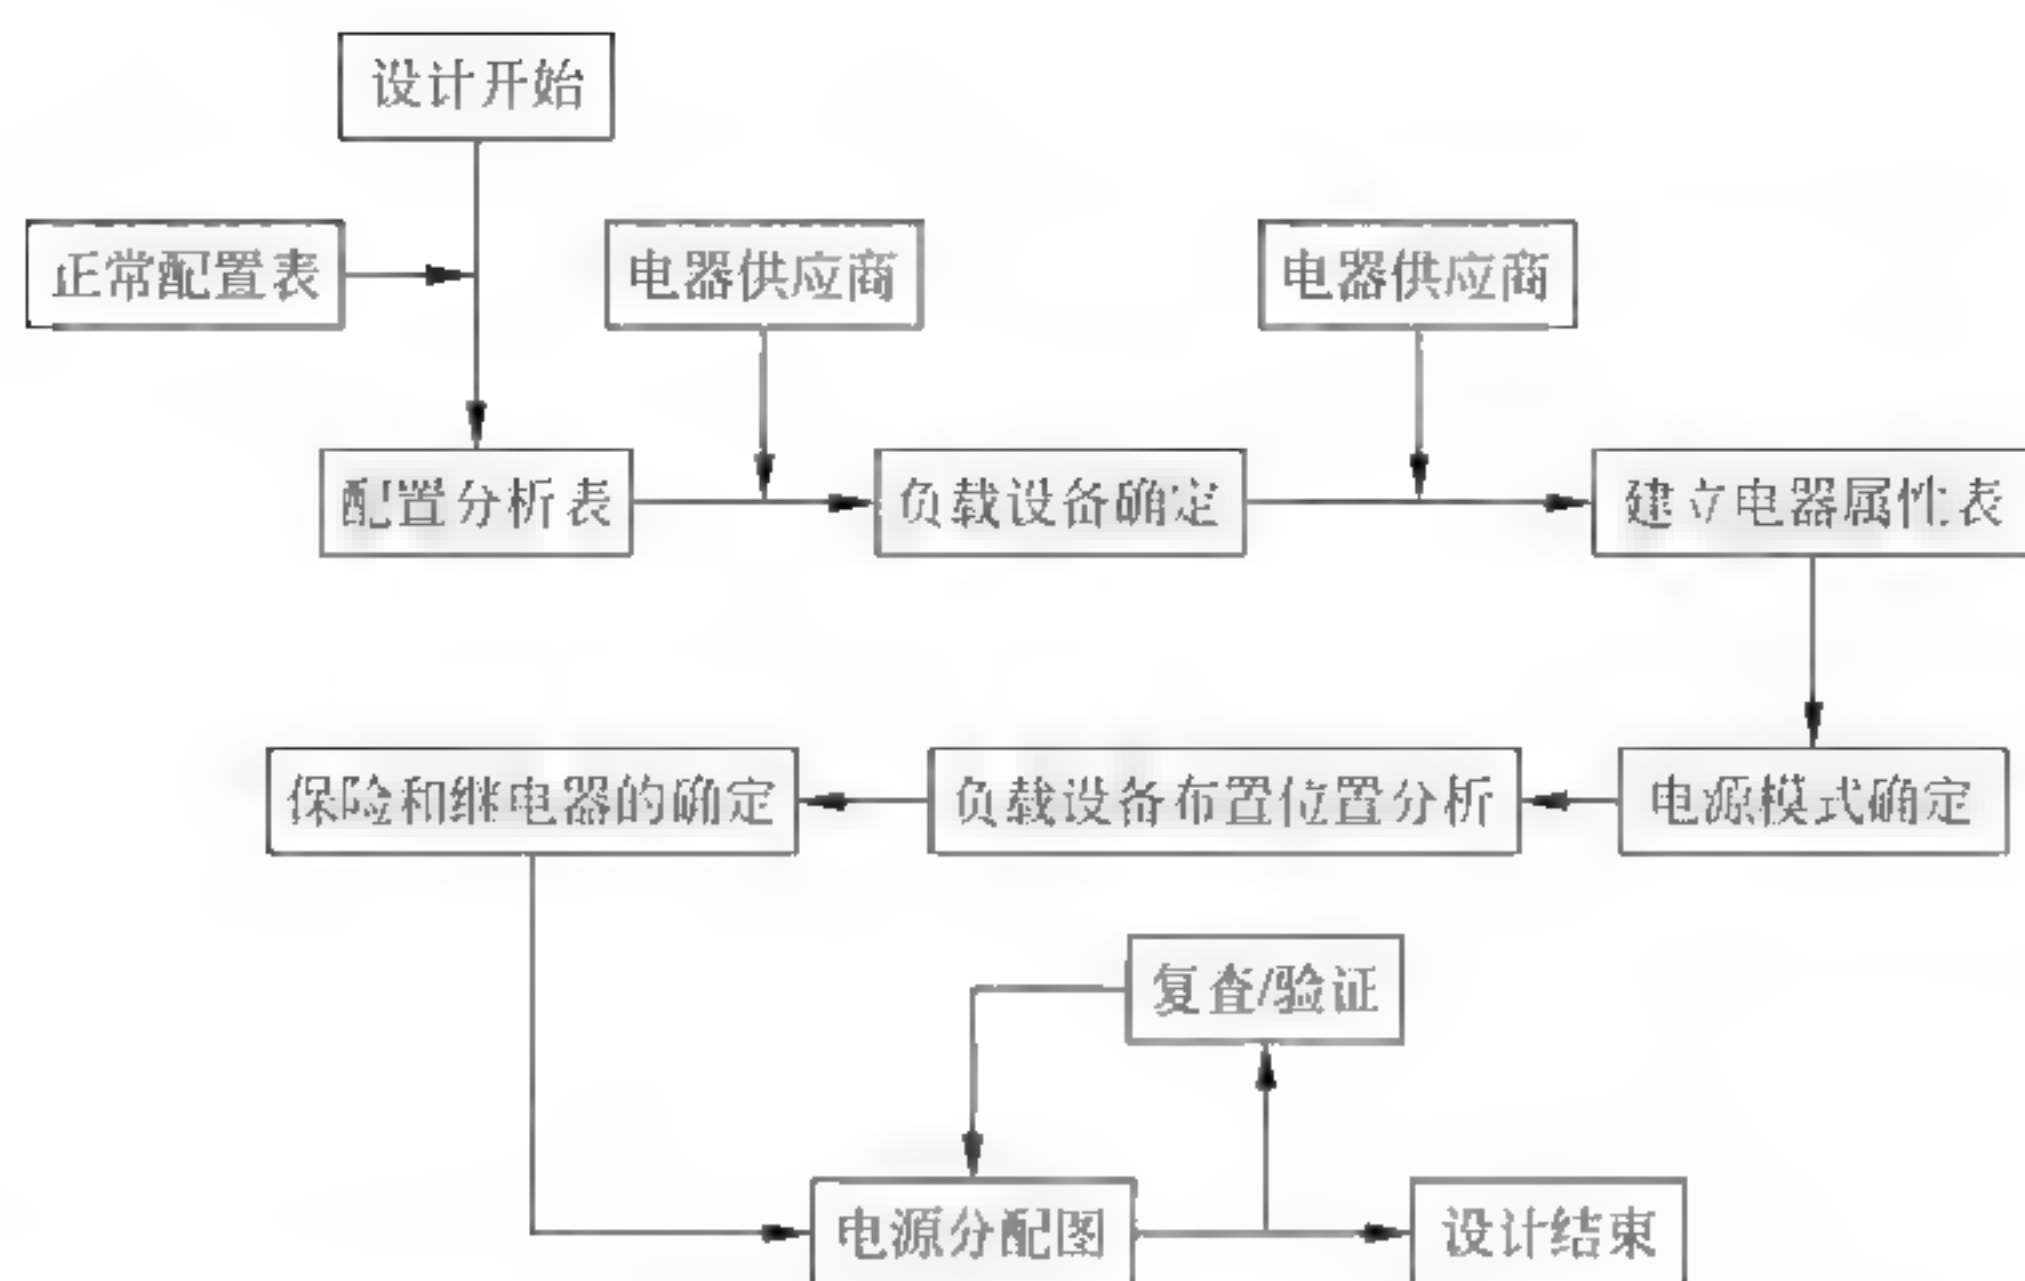 设计开始
正常配置表
电器供应商
电器供应商
配置分析表
负载设备确定
建立电器属性表
保险和继电器的确定
负载设备布置位置分析
电源模式确定
复查/验证
电源分配图
设计结束